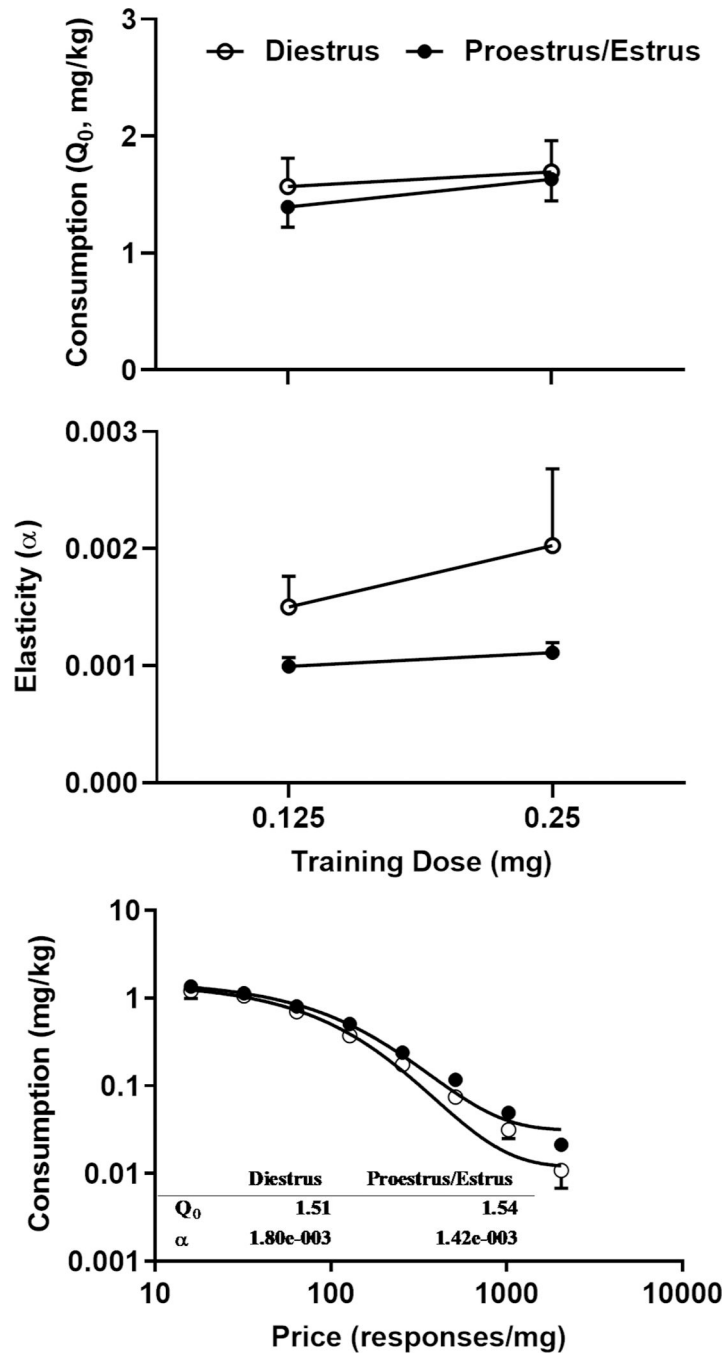 3
Diestrus Proestrus/Estrus
2
1
0
Consumption (Q0, mg/kg)
0.003
0.002
0.001
0.000
Elasticity (α)
0.125 0.25
Training Dose (mg)
10
1
0.1
0.01
0.001
Consumption (mg/kg)
Diestrus Proestrus/Estrus
Q0 1.51 1.54
α 1.80e-003 1.42e-003
10 100 1000 10000
Price (responses/mg)